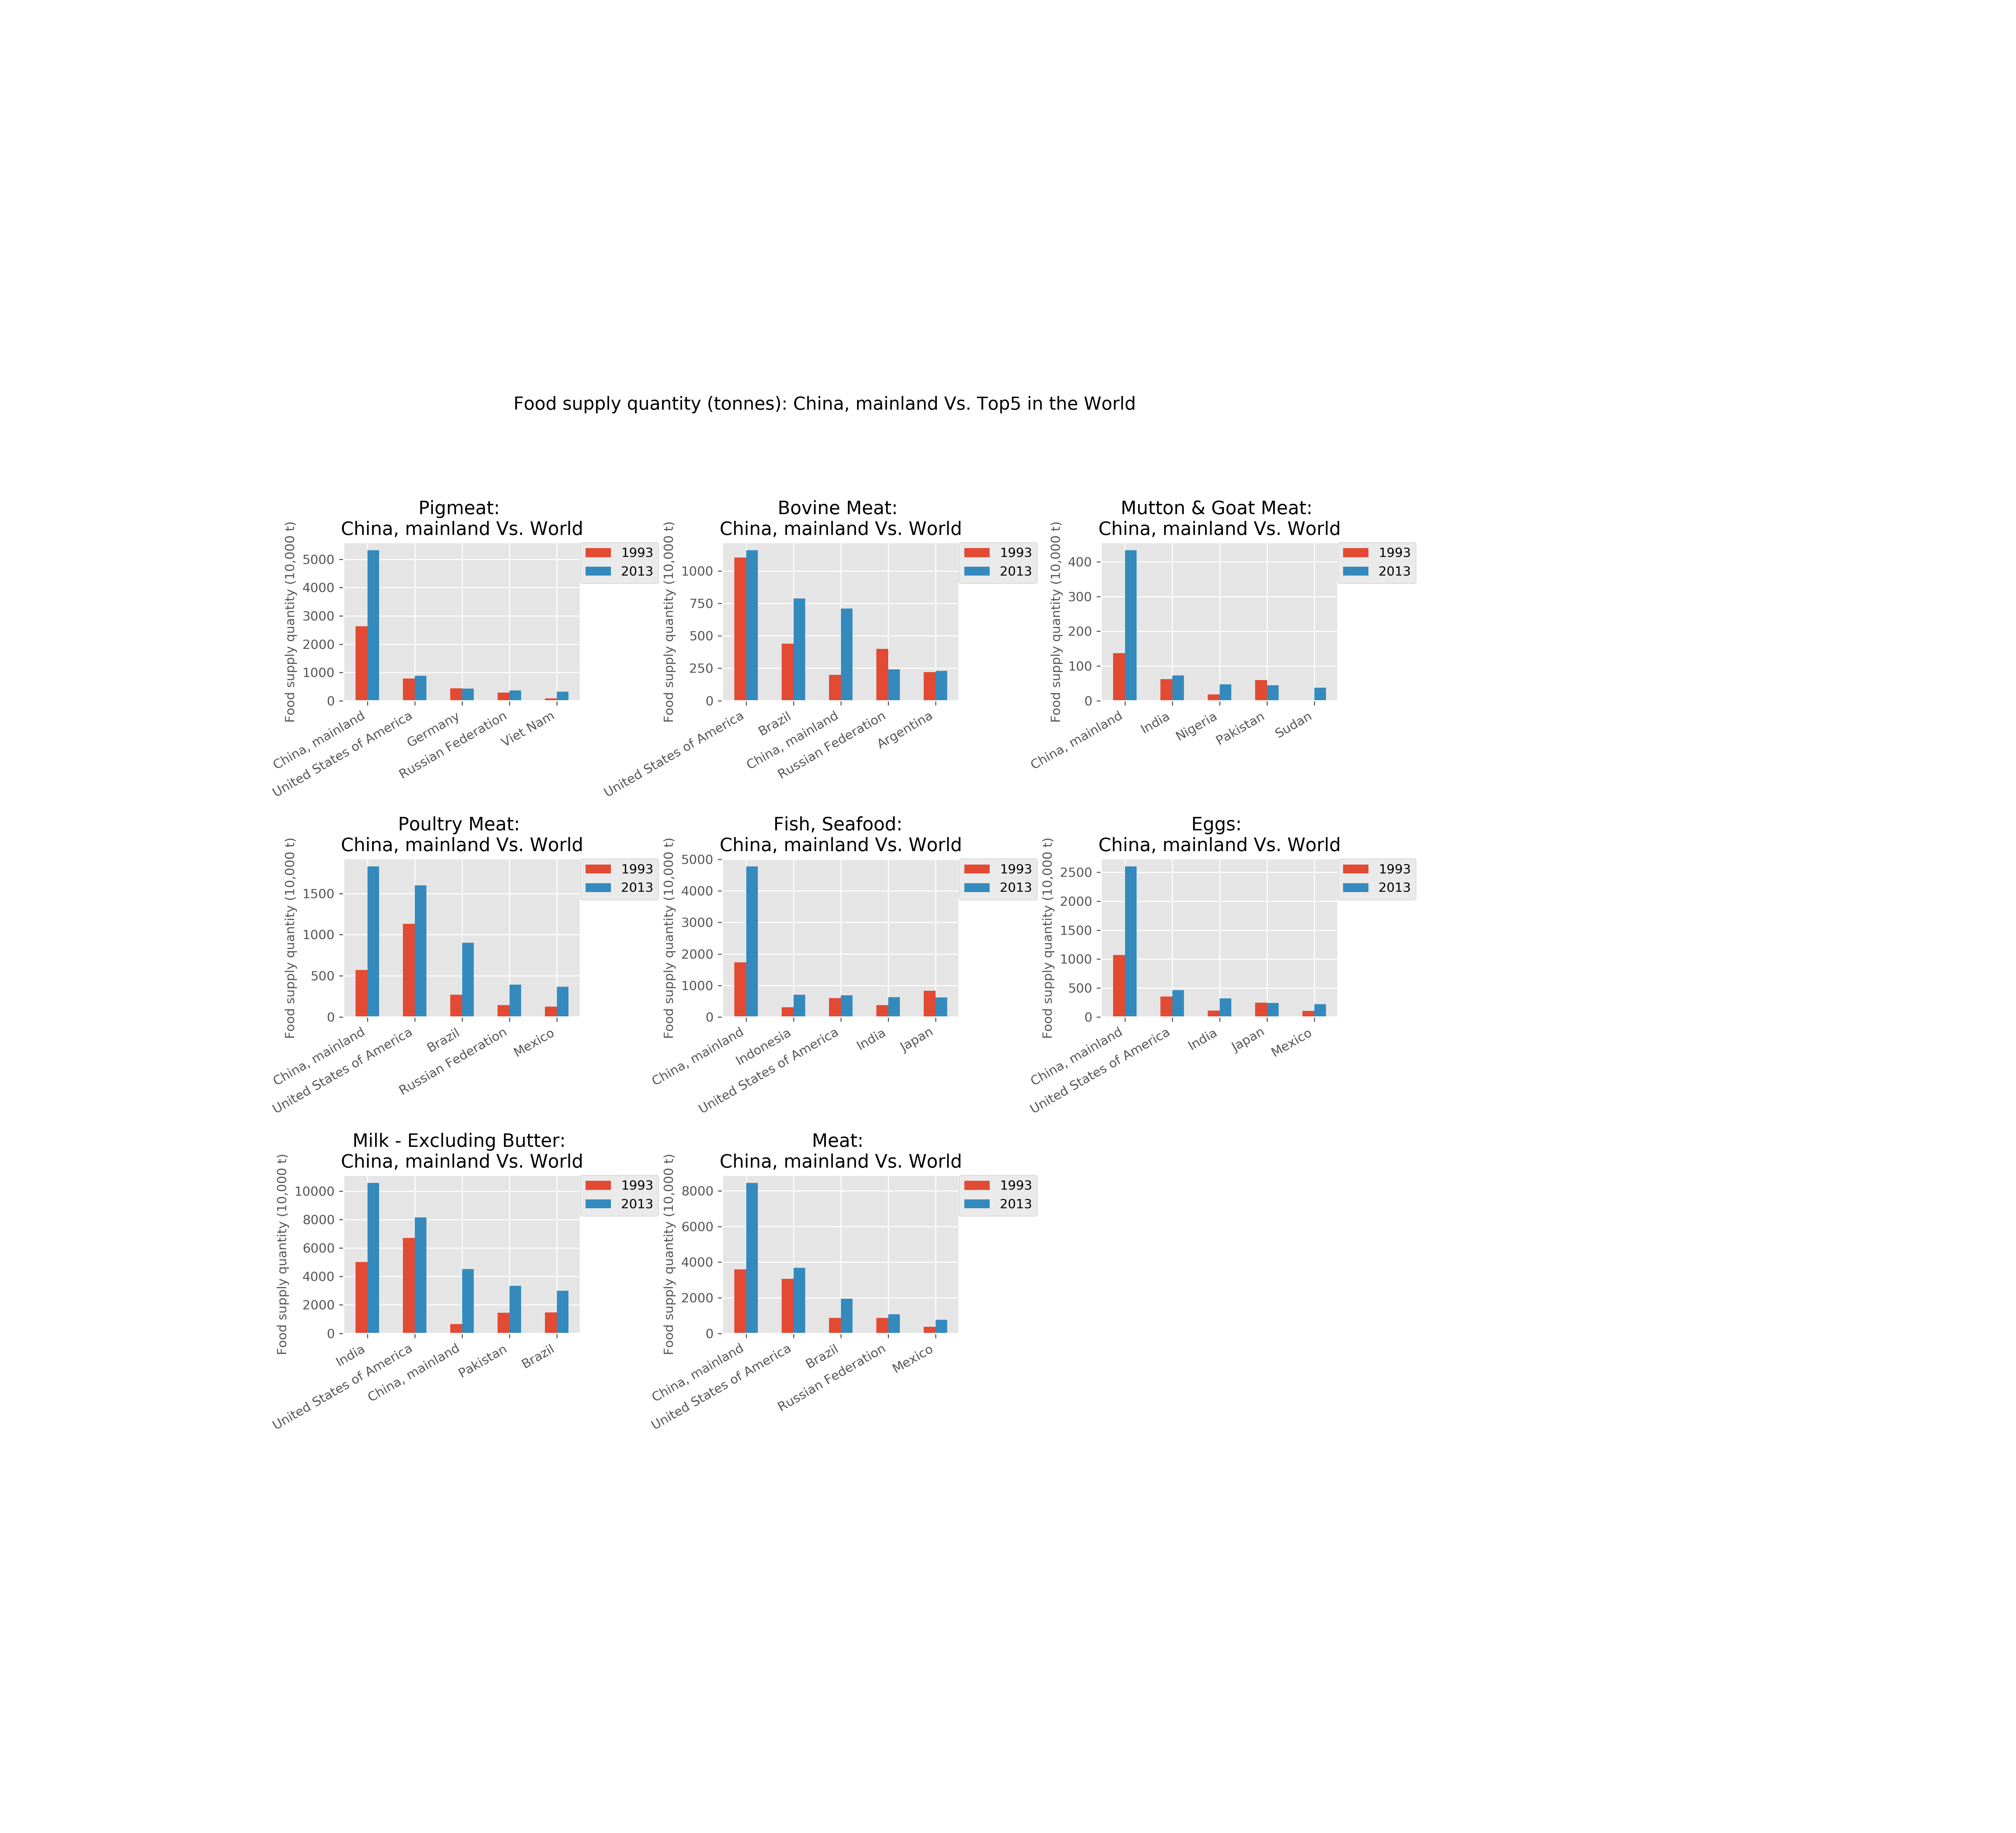 Food supply quantity (tonnes): China, mainland Vs. Top5 in the World
Pigmeat:
China, mainland Vs. World
Food supply quantity (10,000 t)
5000
4000
3000
2000
1000
0
China, mainland
United States of America
Germany
Russian Federation
Viet Nam
1993
2013
Bovine Meat:
China, mainland Vs. World
Food supply quantity (10,000 t)
1000
750
500
250
0
United States of America
Brazil
China, mainland
Russian Federation
Argentina
1993
2013
Mutton & Goat Meat:
China, mainland Vs. World
Food supply quantity (10,000 t)
400
300
200
100
0
China, mainland
India
Nigeria
Pakistan
Sudan
1993
2013
Poultry Meat:
China, mainland Vs. World
Food supply quantity (10,000 t)
1500
1000
500
0
China, mainland
United States of America
Brazil
Russian Federation
Mexico
1993
2013
Fish, Seafood:
China, mainland Vs. World
Food supply quantity (10,000 t)
5000
4000
3000
2000
1000
0
China, mainland
Indonesia
United States of America
India
Japan
1993
2013
Eggs:
China, mainland Vs. World
Food supply quantity (10,000 t)
2500
2000
1500
1000
500
0
China, mainland
United States of America
India
Japan
Mexico
1993
2013
Milk - Excluding Butter:
China, mainland Vs. World
Food supply quantity (10,000 t)
10000
8000
6000
4000
2000
0
India
United States of America
China, mainland
Pakistan
Brazil
1993
2013
Meat:
China, mainland Vs. World
Food supply quantity (10,000 t)
8000
6000
4000
2000
0
China, mainland
United States of America
Brazil
Russian Federation
Mexico
1993
2013